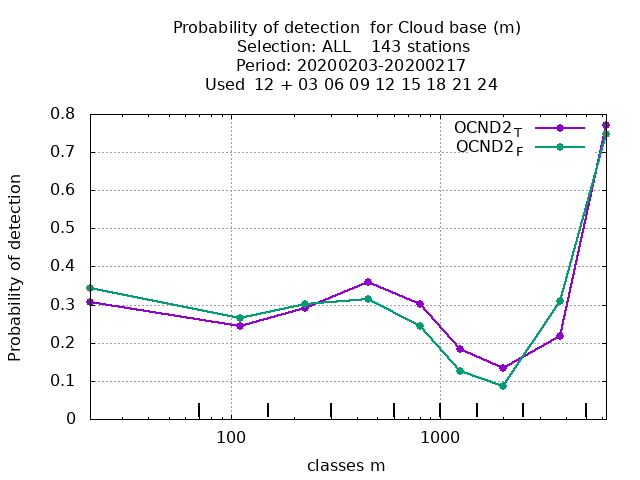 Probability of detection  for Cloud base (m)
Selection: ALL    143 stations
Period: 20200203-20200217
Used  12 + 03 06 09 12 15 18 21 24
OCND2_T
OCND2_F
Probability of detection
0.8
0.7
0.6
0.5
0.4
0.3
0.2
0.1
0
100 1000
classes m